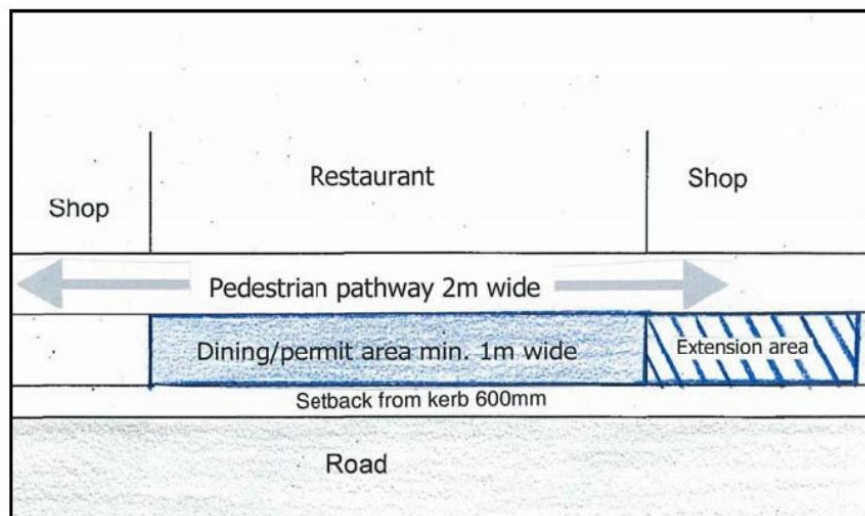 Restaurant
Shop
Shop
Pedestrian pathway 2m wide
Dining/permit area min. 1m wide
Extension area
Setback from kerb 600mm
Road